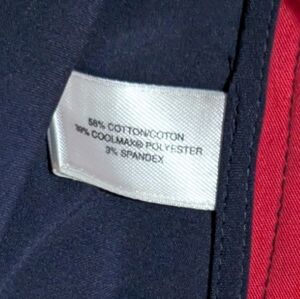 58% COTTON/COTON
39% COOLMAX® POLYESTER
3% SPANDEX